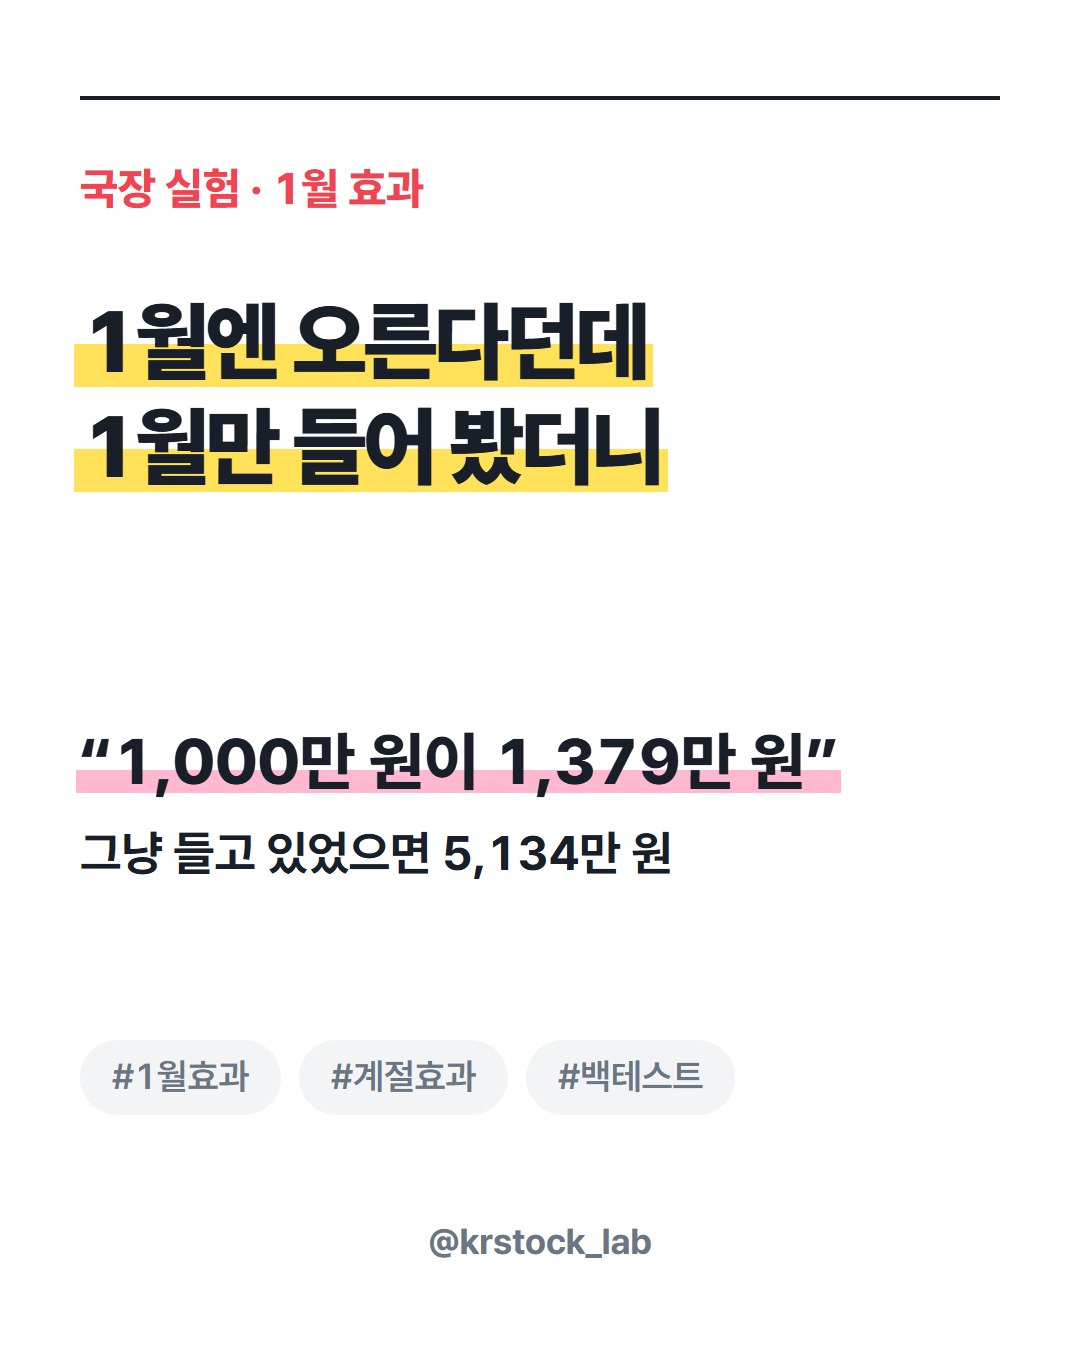 국장 실험 · 1월 효과
1월엔 오른다던데
1월만 들어 봤더니
“1,000만 원이 1,379만 원”
그냥 들고 있었으면 5,134만 원
#1월효과 #계절효과 #백테스트
@krstock_lab